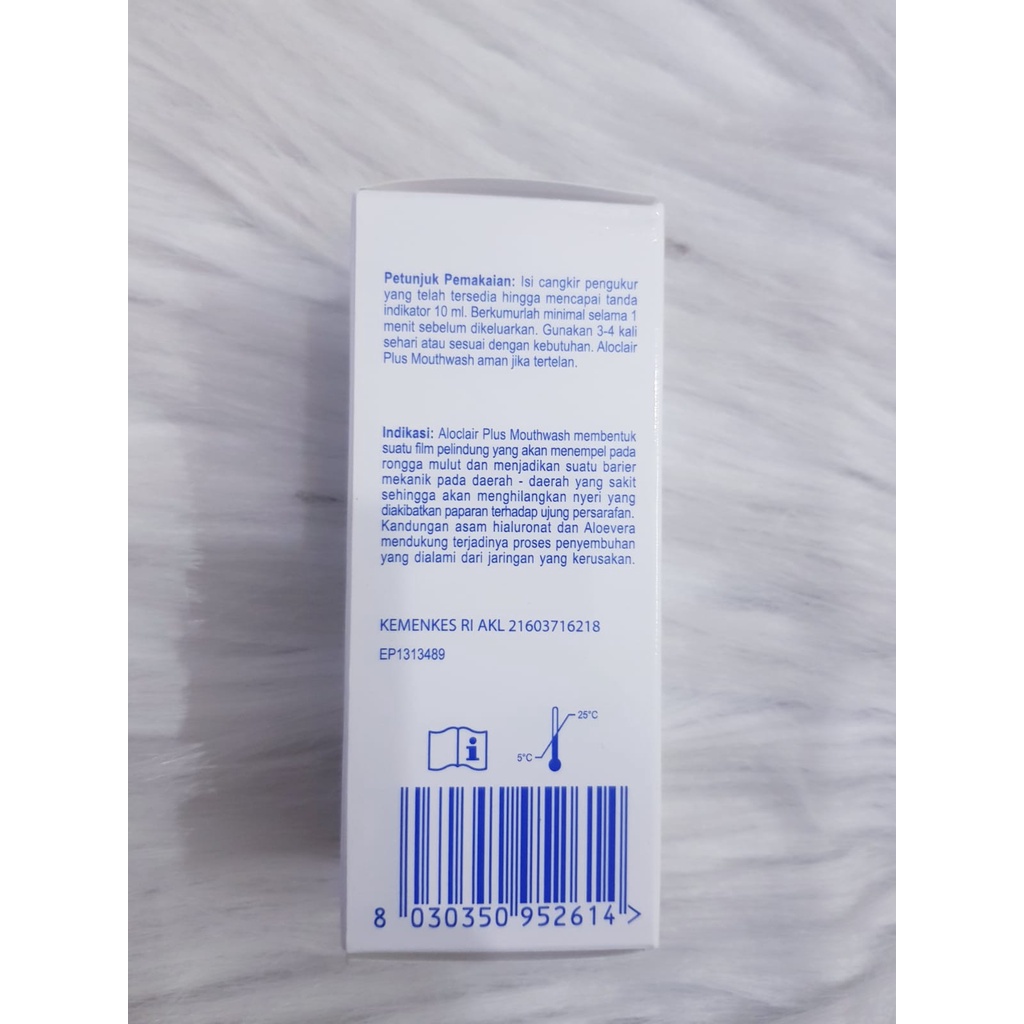 Petunjuk Pemakaian: Isi cangkir pengukur
yang telah tersedia hingga mencapai tanda
indikator 10 ml. Berkumurlah minimal selama 1
menit sebelum dikeluarkan. Gunakan 3-4 kali
sehari atau sesuai dengan kebutuhan. Aloclair
Plus Mouthwash aman jika tertelan.
Indikasi: Aloclair Plus Mouthwash membentuk
suatu film pelindung yang akan menempel pada
rongga mulut dan menjadikan suatu barier
mekanik pada daerah - daerah yang sakit
sehingga akan menghilangkan nyeri yang
diakibatkan paparan terhadap ujung persarafan.
Kandungan asam hialuronat dan Aloevera
mendukung terjadinya proses penyembuhan
yang dialami dari jaringan yang kerusakan.
KEMENKES RI AKL 21603716218
EP1313489
25°C
5°C
8 030350 952614 >